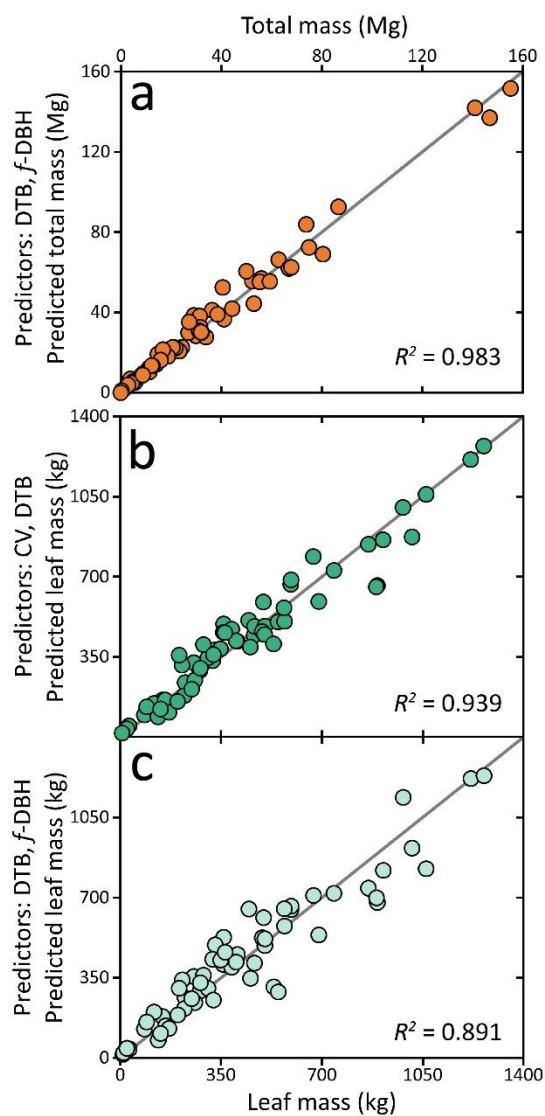 Total mass (Mg)
0 40 80 120 160
a
Predictors: DTB, f-DBH
Predicted total mass (Mg)
160
120
80
40
0
R² = 0.983
b
Predictors: CV, DTB
Predicted leaf mass (kg)
1400
1050
700
350
R² = 0.939
c
Predictors: DTB, f-DBH
Predicted leaf mass (kg)
1050
700
350
0
R² = 0.891
0 350 700 1050 1400
Leaf mass (kg)